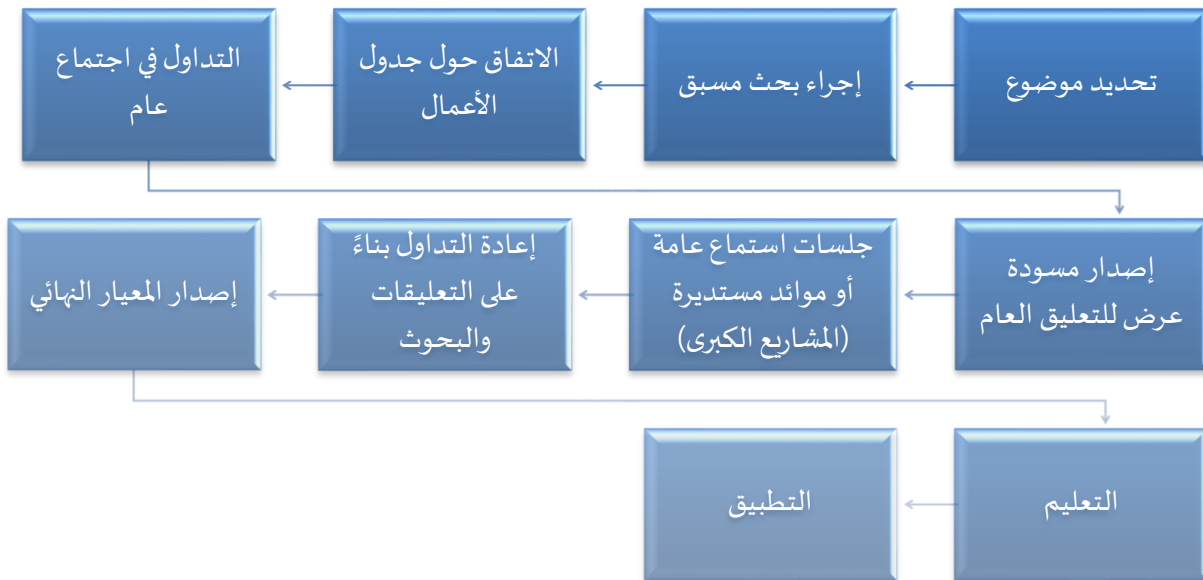 تحديد موضوع
إجراء بحث مسبق
الاتفاق حول جدول
الأعمال
التداول في اجتماع
عام
إصدار مسودة
عرض للتعليق العام
جلسات استماع عامة
أو موائد مستديرة
(المشاريع الكبرى)
إعادة التداول بناءً
على التعليقات
والبحوث
إصدار المعيار النهائي
التعليم
التطبيق